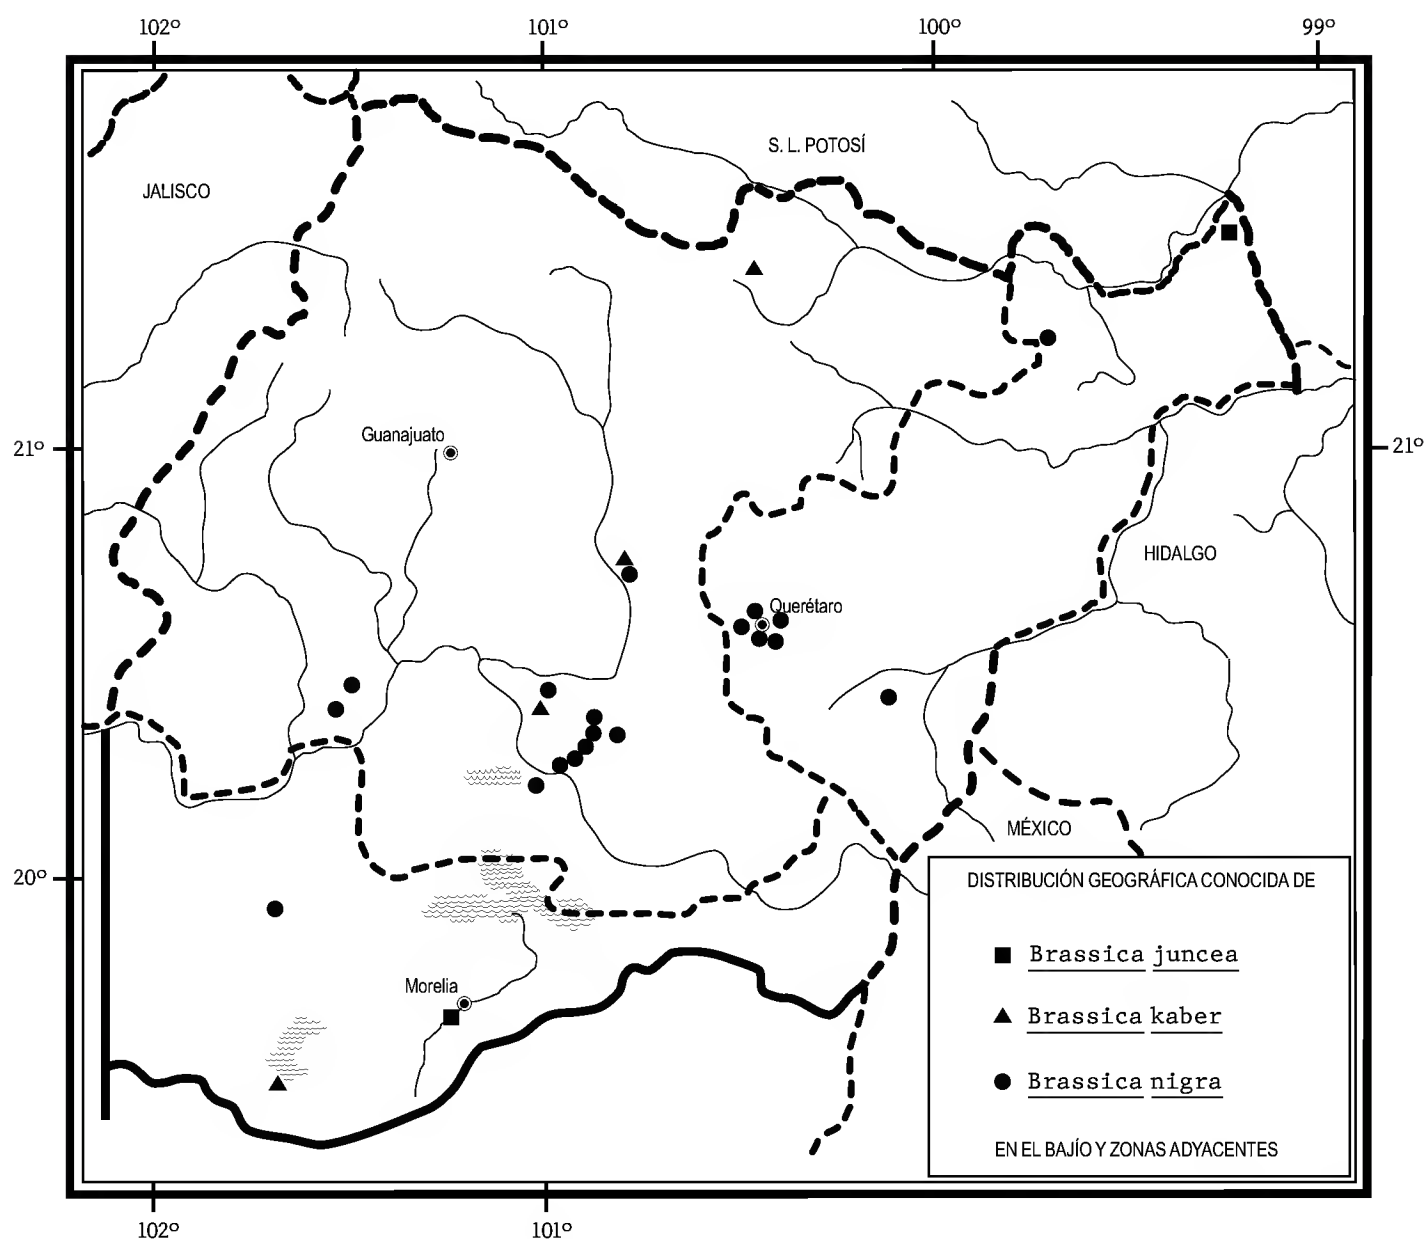 102º 101º 100º 99º
S. L. POTOSÍ
JALISCO
Guanajuato
21º
21º
HIDALGO
Querétaro
MÉXICO
20º
DISTRIBUCIÓN GEOGRÁFICA CONOCIDA DE
Brassica juncea
Morelia
Brassica kaber
Brassica nigra
EN EL BAJÍO Y ZONAS ADYACENTES
102º 101º